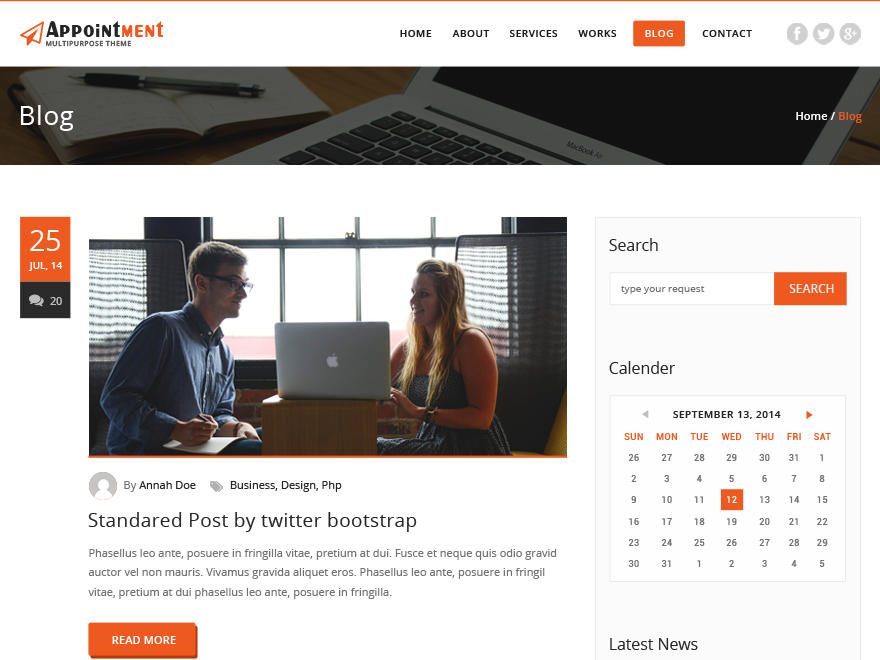 APPointment
MULTIPURPOSE THEME
HOME ABOUT SERVICES WORKS BLOG CONTACT
Blog
Home / Blog
MacBook Air
25
JUL, 14
20
By Annah Doe Business, Design, Php
Standared Post by twitter bootstrap
Phasellus leo ante, posuere in fringilla vitae, pretium at dui. Fusce et neque quis odio gravid
auctor vel non mauris. Vivamus gravida aliquet eros. Phasellus leo ante, posuere in fringil
vitae, pretium at dui phasellus leo ante, posuere in fringilla.
READ MORE
Search
type your request SEARCH
Calender
SEPTEMBER 13, 2014
SUN MON TUE WED THU FRI SAT
26 27 28 29 30 31 1
2 3 4 5 6 7 8
9 10 11 12 13 14 15
16 17 18 19 20 21 22
23 24 25 26 27 28 29
30 31 1 2 3 4 5
Latest News